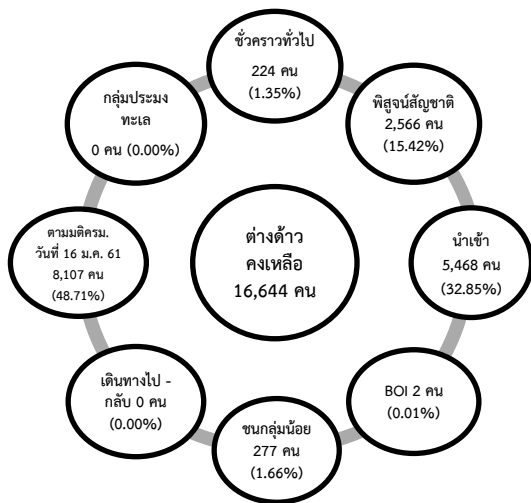 ชั่วคราวทั่วไป
224 คน
(1.35%)
พิสูจน์สัญชาติ
2,566 คน
(15.42%)
นำเข้า
5,468 คน
(32.85%)
BOI 2 คน
(0.01%)
ชนกลุ่มน้อย
277 คน
(1.66%)
เดินทางไป -
กลับ 0 คน
(0.00%)
ตามมติครม.
วันที่ 16 ม.ค. 61
8,107 คน
(48.71%)
กลุ่มประมง
ทะเล
0 คน (0.00%)
ต่างด้าว
คงเหลือ
16,644 คน